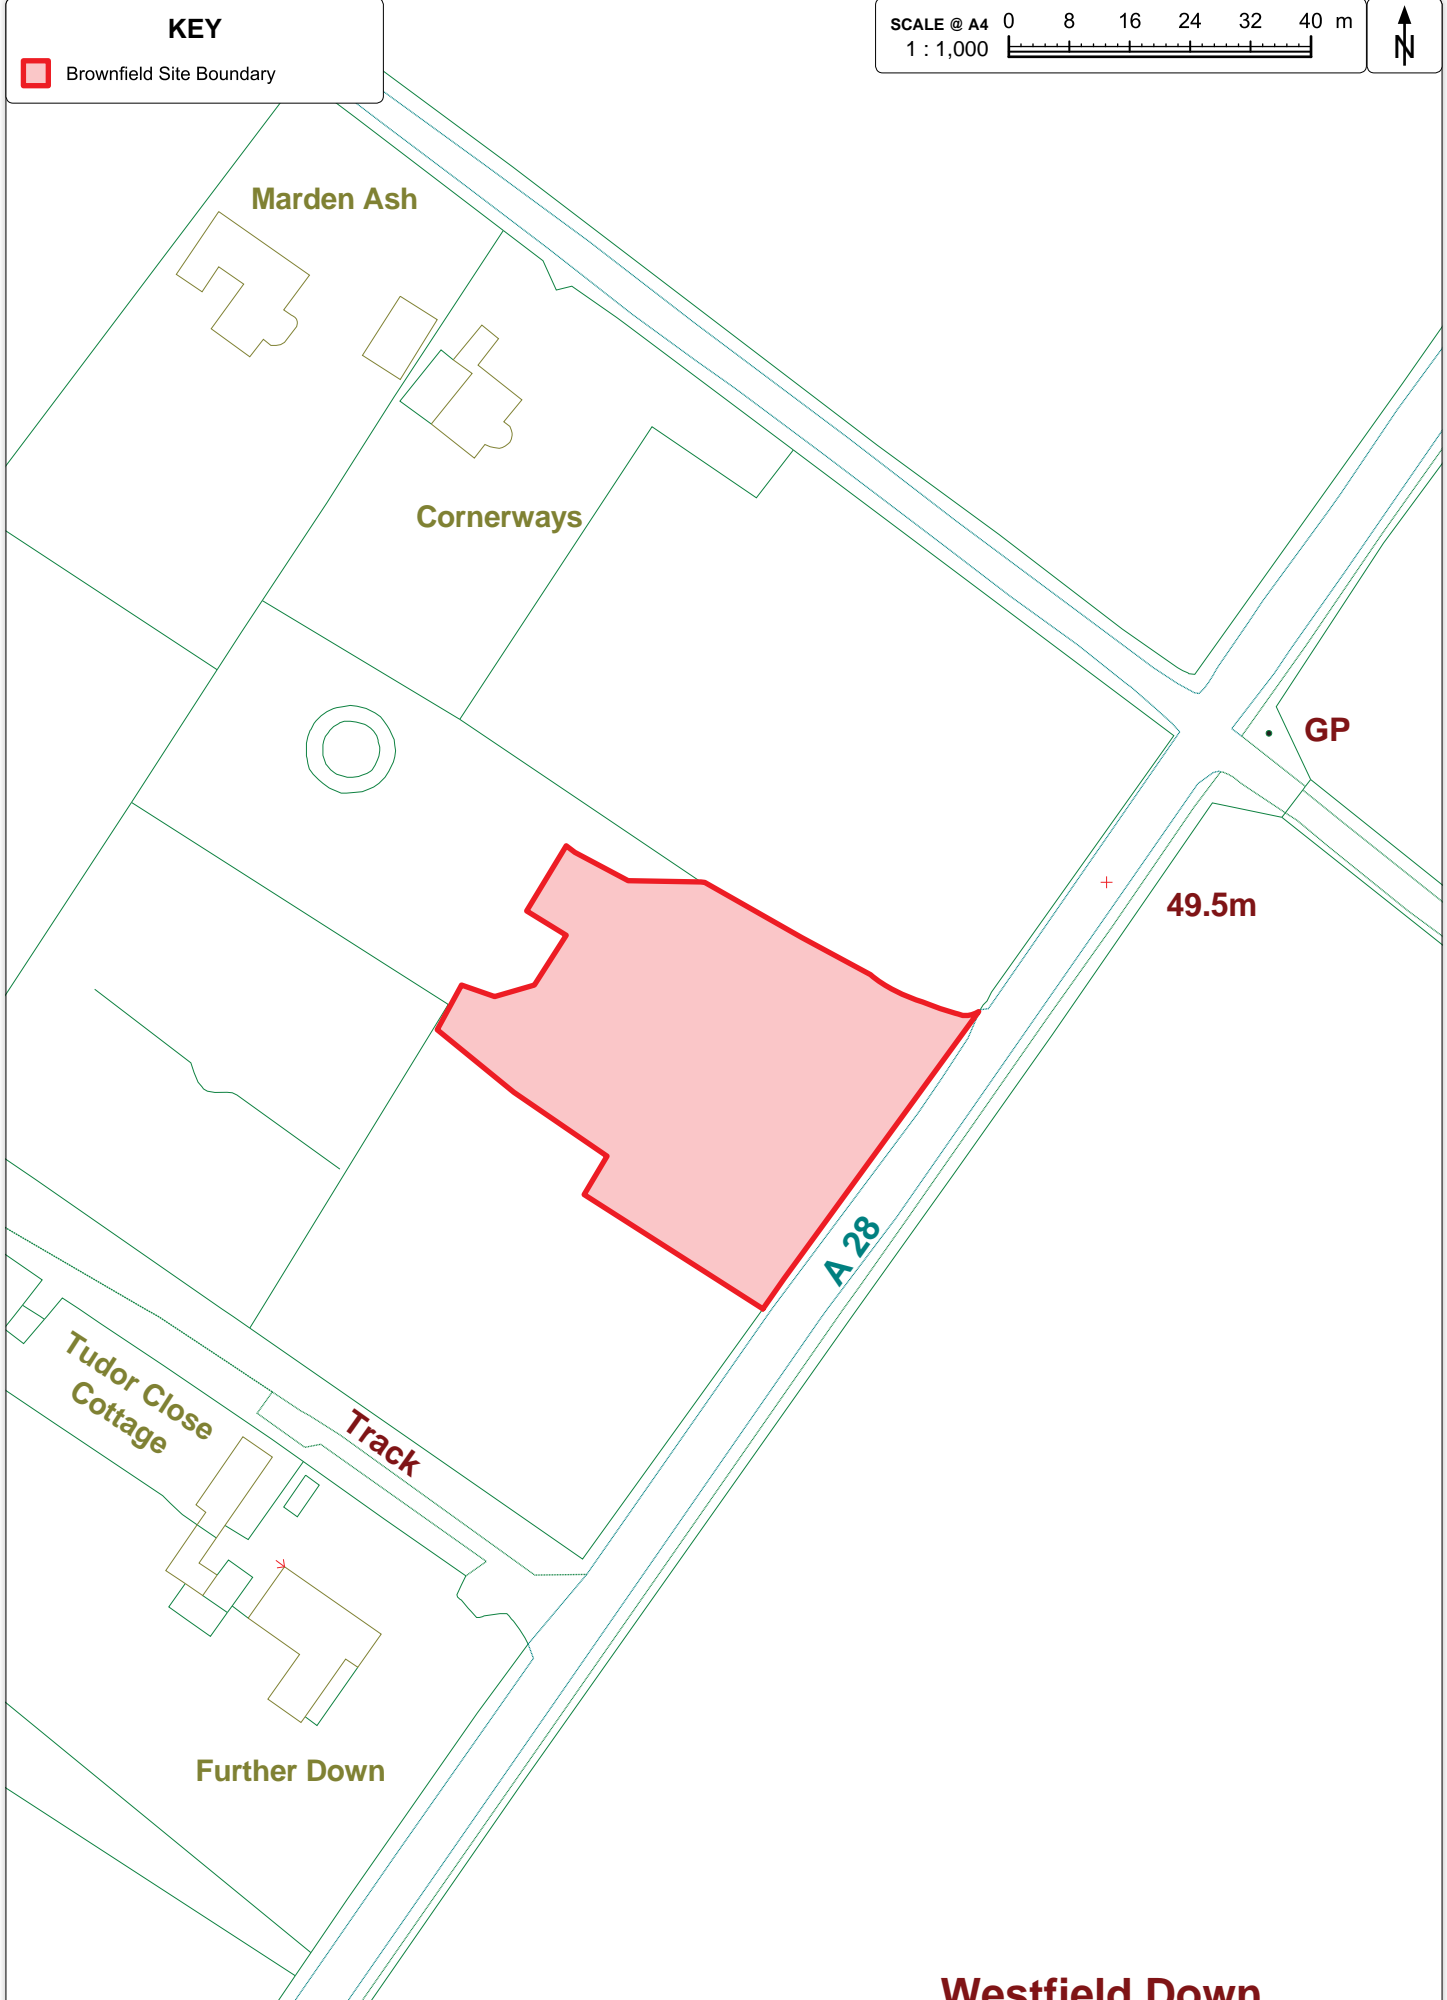 KEY
Brownfield Site Boundary
SCALE @ A4
1 : 1,000
0 8 16 24 32 40 m
N
Marden Ash
Cornerways
GP
49.5m
A 28
Tudor Close
Cottage
Track
Further Down
Westfield Down